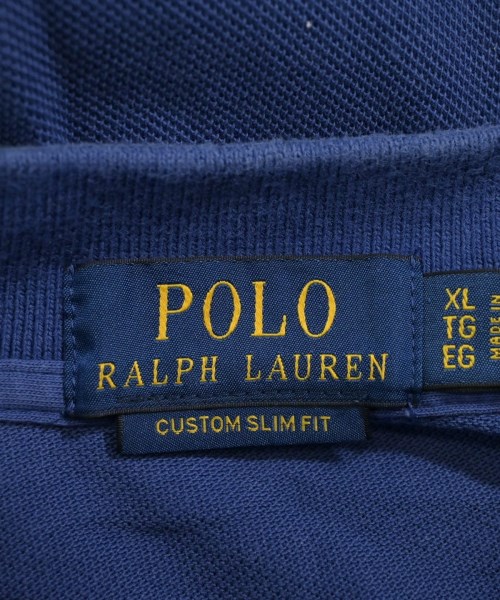 POLO
RALPH LAUREN
CUSTOM SLIM FIT
XL
TG
EG
MADE IN